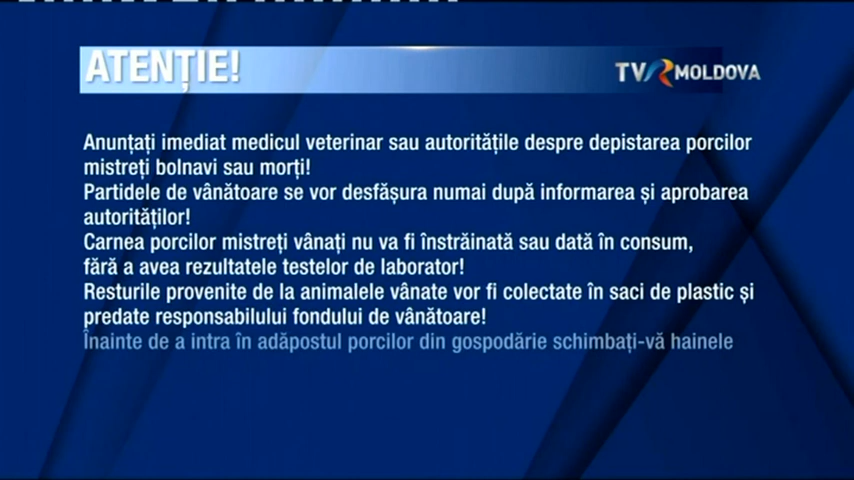 ATENȚIE!
TVR MOLDOVA
Anunțați imediat medicul veterinar sau autoritățile despre depistarea porcilor
mistreți bolnavi sau morți!
Partidele de vânătoare se vor desfășura numai după informarea și aprobarea
autorităților!
Carnea porcilor mistreți vânați nu va fi înstrăinată sau dată în consum,
fără a avea rezultatele testelor de laborator!
Resturile provenite de la animalele vânate vor fi colectate în saci de plastic și
predate responsabilului fondului de vânătoare!
Înainte de a intra în adăpostul porcilor din gospodărie schimbați-vă hainele